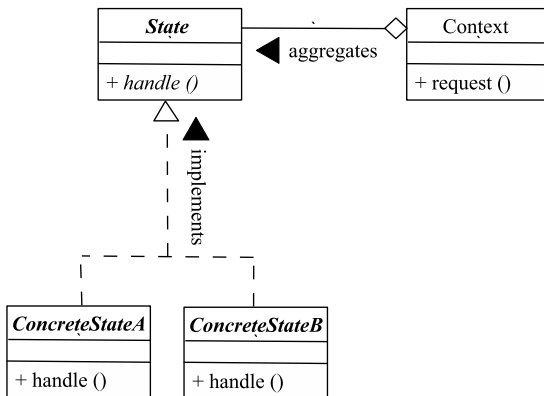 State
Context
aggregates
+ handle ()
+ request ()
implements
ConcreteStateA
ConcreteStateB
+ handle ()
+ handle ()